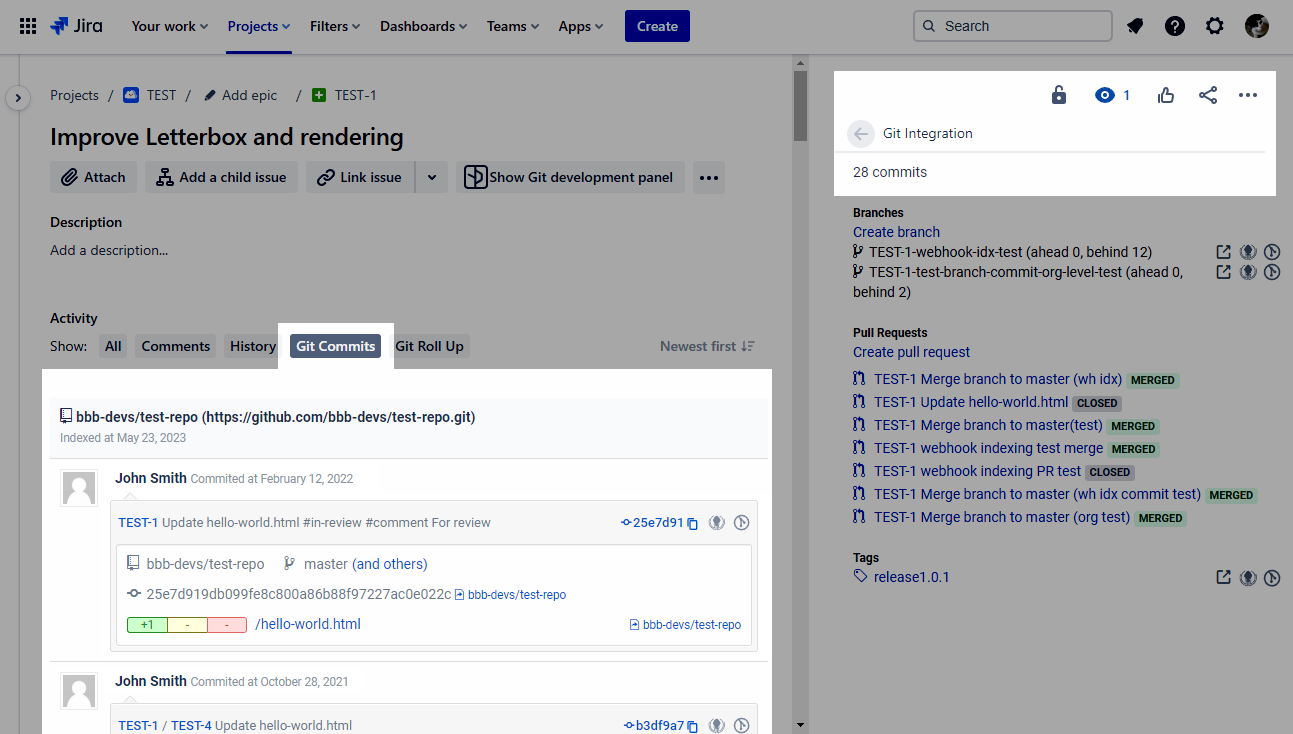 Jira Your work Projects Filters Dashboards Teams Apps Create Search
Projects / TEST / Add epic / TEST-1
Improve Letterbox and rendering
Attach Add a child issue Link issue Show Git development panel
Description
Add a description...
Activity
Show: All Comments History Git Commits Git Roll Up Newest first
bbb-devs/test-repo (https://github.com/bbb-devs/test-repo.git)
Indexed at May 23, 2023
John Smith Commited at February 12, 2022
TEST-1 Update hello-world.html #in-review #comment For review 25e7d91
bbb-devs/test-repo master (and others)
25e7d919db099fe8c800a86b88f97227ac0e022c bbb-devs/test-repo
+1 - - /hello-world.html bbb-devs/test-repo
John Smith Commited at October 28, 2021
TEST-1 / TEST-4 Update hello-world.html b3df9a7
1
Git Integration
28 commits
Branches
Create branch
TEST-1-webhook-idx-test (ahead 0, behind 12)
TEST-1-test-branch-commit-org-level-test (ahead 0,
behind 2)
Pull Requests
Create pull request
TEST-1 Merge branch to master (wh idx) MERGED
TEST-1 Update hello-world.html CLOSED
TEST-1 Merge branch to master(test) MERGED
TEST-1 webhook indexing test merge MERGED
TEST-1 webhook indexing PR test CLOSED
TEST-1 Merge branch to master (wh idx commit test) MERGED
TEST-1 Merge branch to master (org test) MERGED
Tags
release1.0.1